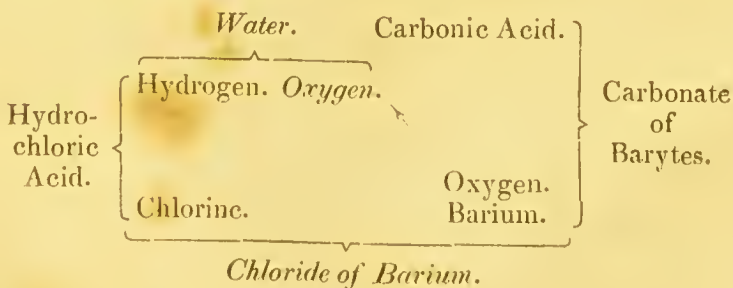 Water. Carbonic Acid.
Hydrogen. Oxygen.
Hydro-
chloric
Acid.
Carbonate
of
Barytes.
Oxygen.
Chlorine. Barium.
Chloride of Barium.